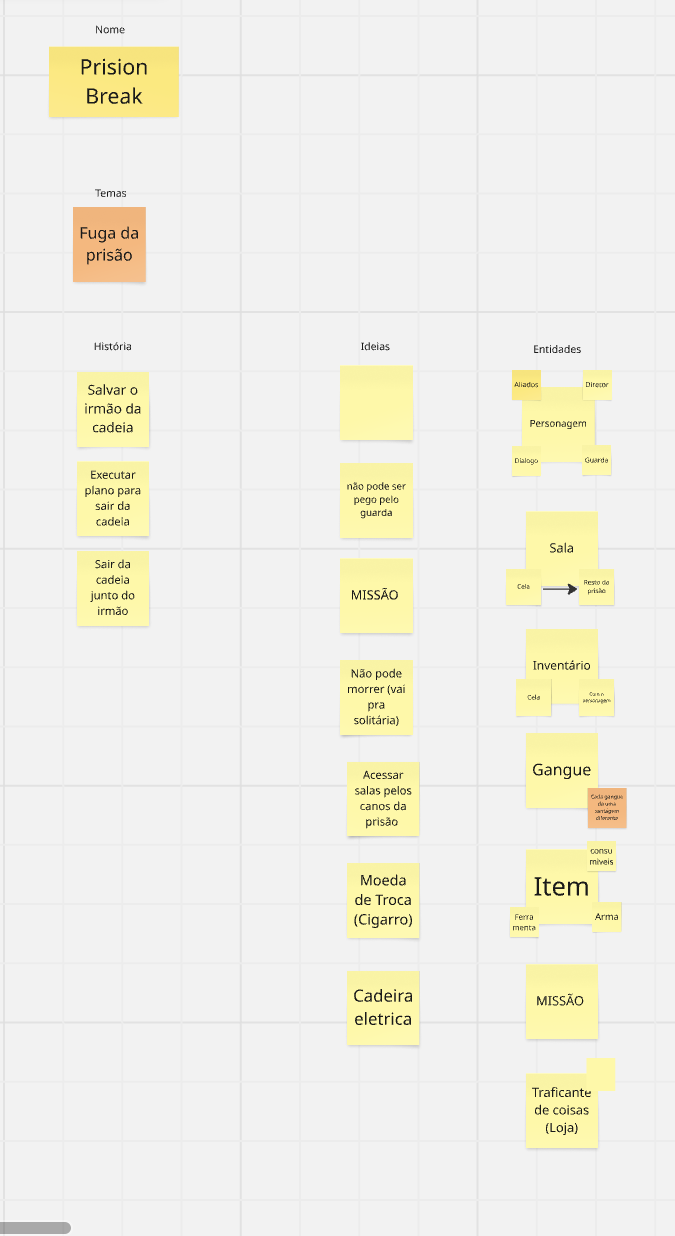 Nome
Prision
Break
Temas
Fuga da
prisão
História
Salvar o
irmão da
cadeia
Executar
plano para
sair da
cadeia
Sair da
cadeia
junto do
irmão
Ideias
não pode ser
pego pelo
guarda
MISSÃO
Não pode
morrer (vai
pra
solitária)
Acessar
salas pelos
canos da
prisão
Moeda
de Troca
(Cigarro)
Cadeira
eletrica
Entidades
Aliados
Diretor
Personagem
Dialogo
Guarda
Sala
Cela
Resto da
prisão
Inventário
Cela
personagem
Gangue
Cada gangue
da uma
vantagem
diferente
consu
miveis
Item
Ferra
menta
Arma
MISSÃO
Traficante
de coisas
(Loja)